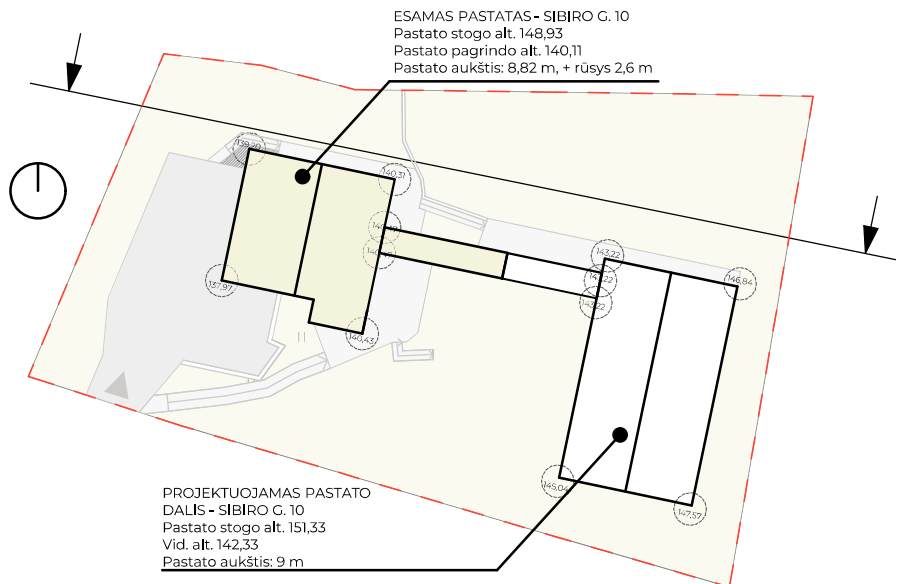 ESAMAS PASTATAS - SIBIRO G. 10
Pastato stogo alt. 148,93
Pastato pagrindo alt. 140,11
Pastato aukštis: 8,82 m, + rūsys 2,6 m
139,20
140,31
137,97
140,43
143,22
143,22
146,84
145,04
147,57
PROJEKTUOJAMAS PASTATO
DALIS - SIBIRO G. 10
Pastato stogo alt. 151,33
Vid. alt. 142,33
Pastato aukštis: 9 m